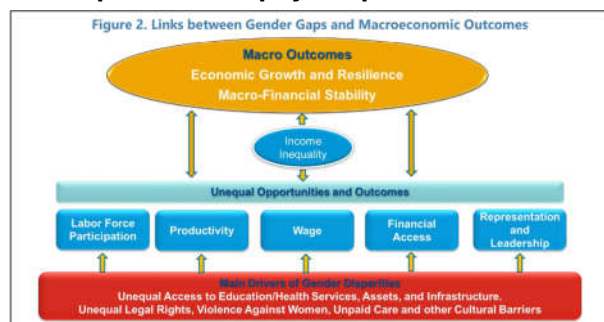 Figure 2. Links between Gender Gaps and Macroeconomic Outcomes
Macro Outcomes
Economic Growth and Resilience
Macro-Financial Stability
Income
Inequality
Unequal Opportunities and Outcomes
Labor Force
Participation
Productivity
Wage
Financial
Access
Representation
and
Leadership
Main Drivers of Gender Disparities
Unequal Access to Education/Health Services, Assets, and Infrastructure.
Unequal Legal Rights, Violence Against Women, Unpaid Care and other Cultural Barriers